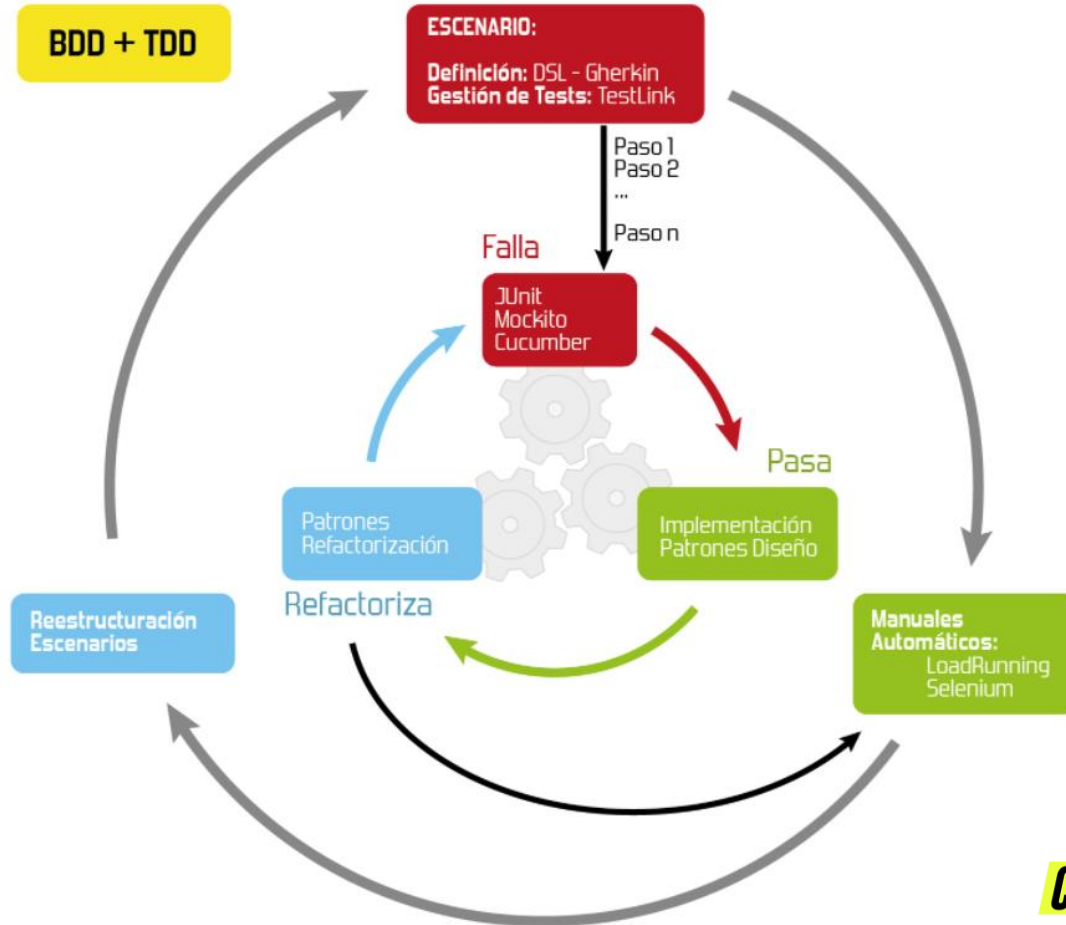 BDD + TDD
ESCENARIO:
Definición: DSL - Gherkin
Gestión de Tests: TestLink
Paso 1
Paso 2
...
Paso n
Falla
JUnit
Mockito
Cucumber
Pasa
Patrones
Refactorización
Implementación
Patrones Diseño
Refactoriza
Reestructuración
Escenarios
Manuales
Automáticos:
LoadRunning
Selenium